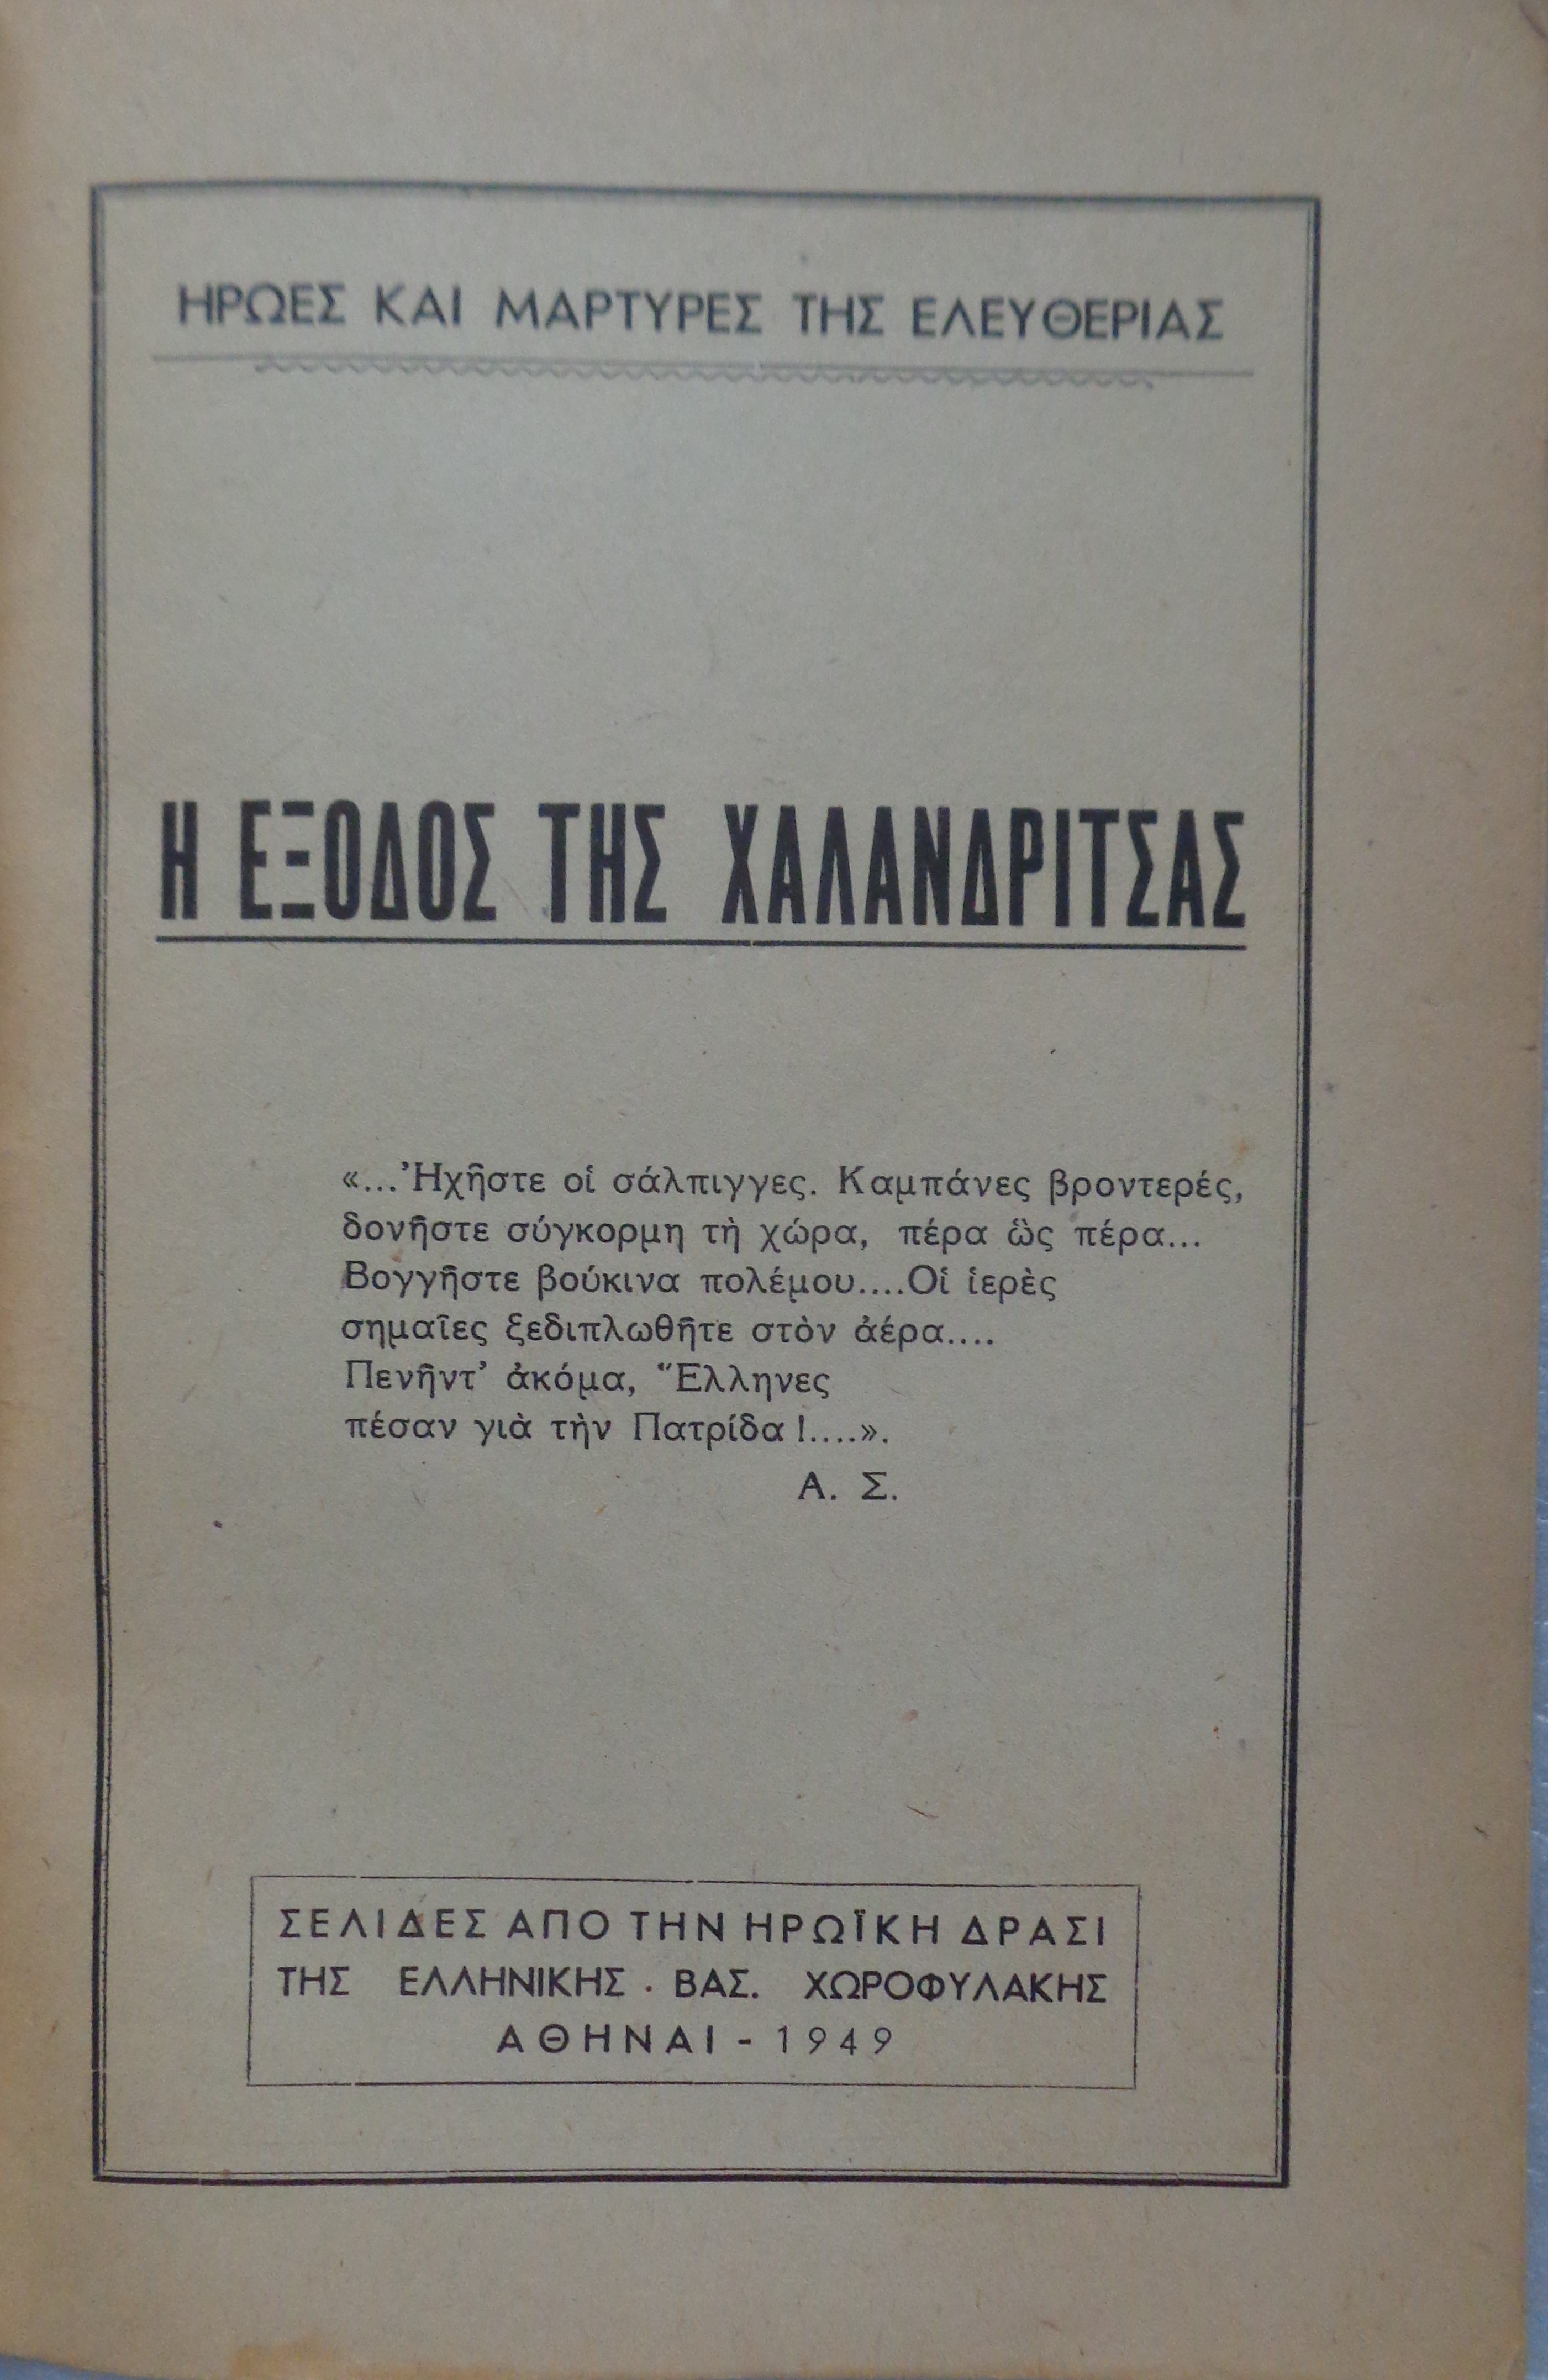 ΗΡΩΕΣ ΚΑΙ ΜΑΡΤΥΡΕΣ ΤΗΣ ΕΛΕΥΘΕΡΙΑΣ
Η ΕΞΟΔΟΣ ΤΗΣ ΧΑΛΑΝΔΡΙΤΣΑΣ
«...Ἠχῆστε οἱ σάλπιγγες. Καμπάνες βροντερές,
δονῆστε σύγκορμη τὴ χώρα, πέρα ὣς πέρα...
Βογγῆστε βούκινα πολέμου....Οἱ ἱερὲς
σημαῖες ξεδιπλωθῆτε στὸν ἀέρα....
Πενῆντ' ἀκόμα, Ἕλληνες
πέσαν γιὰ τὴν Πατρίδα !....».
Α. Σ.
ΣΕΛΙΔΕΣ ΑΠΟ ΤΗΝ ΗΡΩΪΚΗ ΔΡΑΣΙ
ΤΗΣ ΕΛΛΗΝΙΚΗΣ · ΒΑΣ. ΧΩΡΟΦΥΛΑΚΗΣ
ΑΘΗΝΑΙ - 1949